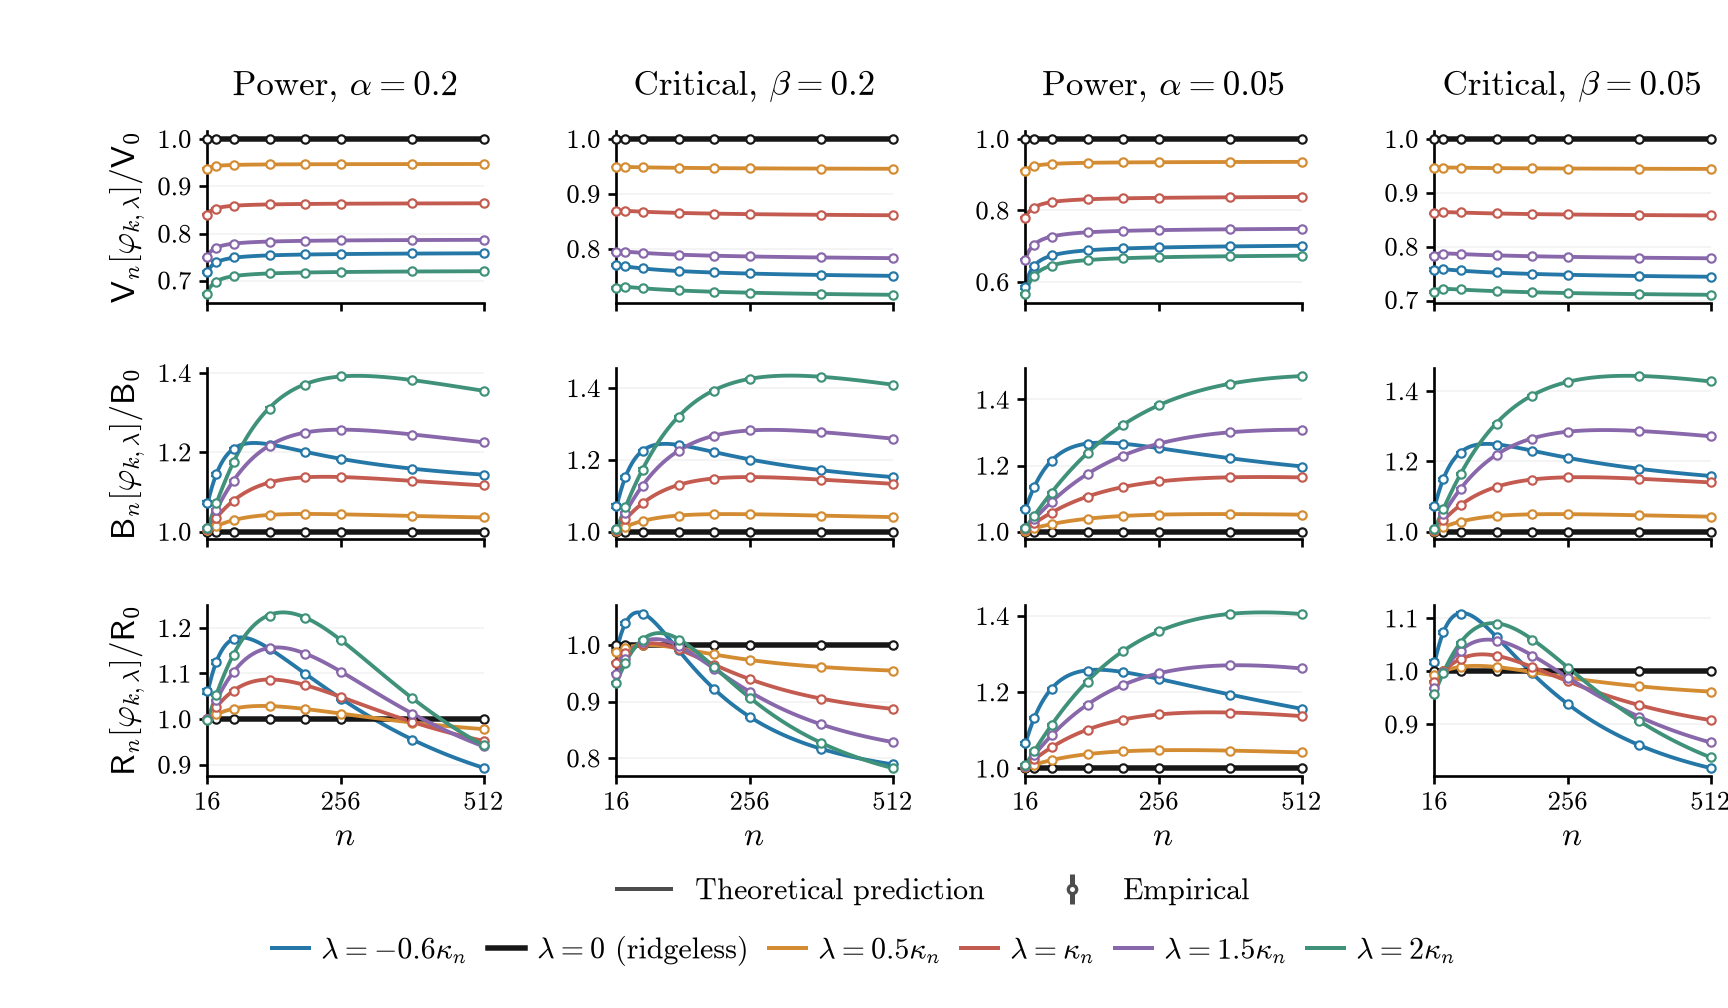 Power, α = 0.2
Critical, β = 0.2
Power, α = 0.05
Critical, β = 0.05
V_n[φ_{k, λ}]/V_0
1.0
0.9
0.8
0.7
1.0
0.9
0.8
1.0
0.8
0.6
1.0
0.9
0.8
0.7
B_n[φ_{k, λ}]/B_0
1.4
1.2
1.0
1.4
1.2
1.0
1.4
1.2
1.0
1.4
1.2
1.0
R_n[φ_{k, λ}]/R_0
1.2
1.1
1.0
0.9
1.0
0.9
0.8
1.4
1.2
1.0
1.1
1.0
0.9
16 256 512
16 256 512
16 256 512
16 256 512
n
n
n
n
Theoretical prediction
Empirical
λ = −0.6κ_n
λ = 0 (ridgeless)
λ = 0.5κ_n
λ = κ_n
λ = 1.5κ_n
λ = 2κ_n